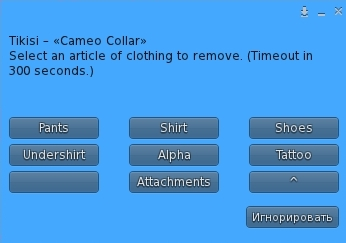 Tikisi – «Cameo Collar»
Select an article of clothing to remove. (Timeout in
300 seconds.)
Pants Shirt Shoes
Undershirt Alpha Tattoo
Attachments ^
Игнорировать